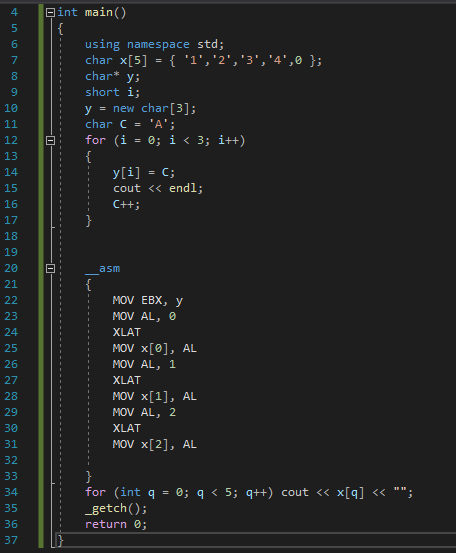 4 int main()
5 {
6 using namespace std;
7 char x[5] = { '1','2','3','4',0 };
8 char* y;
9 short i;
10 y = new char[3];
11 char C = 'A';
12 for (i = 0; i < 3; i++)
13 {
14 y[i] = C;
15 cout << endl;
16 C++;
17 }
18
19
20 __asm
21 {
22 MOV EBX, y
23 MOV AL, 0
24 XLAT
25 MOV x[0], AL
26 MOV AL, 1
27 XLAT
28 MOV x[1], AL
29 MOV AL, 2
30 XLAT
31 MOV x[2], AL
32
33 }
34 for (int q = 0; q < 5; q++) cout << x[q] << "";
35 _getch();
36 return 0;
37 }